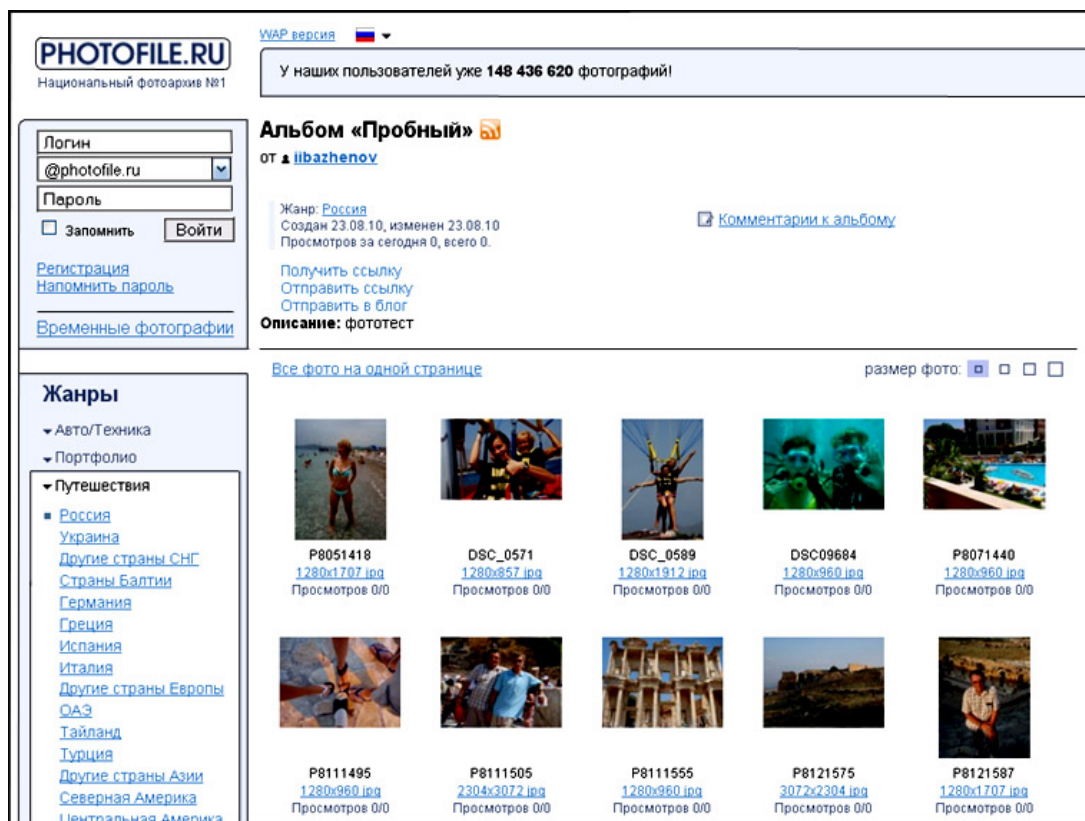 WAP версия
PHOTOFILE.RU
Национальный фотоархив №1
У наших пользователей уже 148 436 620 фотографий!
Логин
@photofile.ru
Пароль
Запомнить
Войти
Регистрация
Напомнить пароль
Временные фотографии
Жанры
Авто/Техника
Портфолио
Путешествия
Россия
Украина
Другие страны СНГ
Страны Балтии
Германия
Греция
Испания
Италия
Другие страны Европы
ОАЭ
Тайланд
Турция
Другие страны Азии
Северная Америка
Центральная Америка
Альбом «Пробный»
от iibazhenov
Жанр: Россия
Создан 23.08.10, изменен 23.08.10
Просмотров за сегодня 0, всего 0.
Комментарии к альбому
Получить ссылку
Отправить ссылку
Отправить в блог
Описание: фототест
Все фото на одной странице
размер фото:
P8051418 DSC_0571 DSC_0589 DSC09684 P8071440
1280x1707 jpg 1280x857 jpg 1280x1912 jpg 1280x960 jpg 1280x960 jpg
Просмотров 0/0 Просмотров 0/0 Просмотров 0/0 Просмотров 0/0 Просмотров 0/0
P8111495 P8111505 P8111555 P8121575 P8121587
1280x960 jpg 2304x3072 jpg 1280x960 jpg 3072x2304 jpg 1280x1707 jpg
Просмотров 0/0 Просмотров 0/0 Просмотров 0/0 Просмотров 0/0 Просмотров 0/0